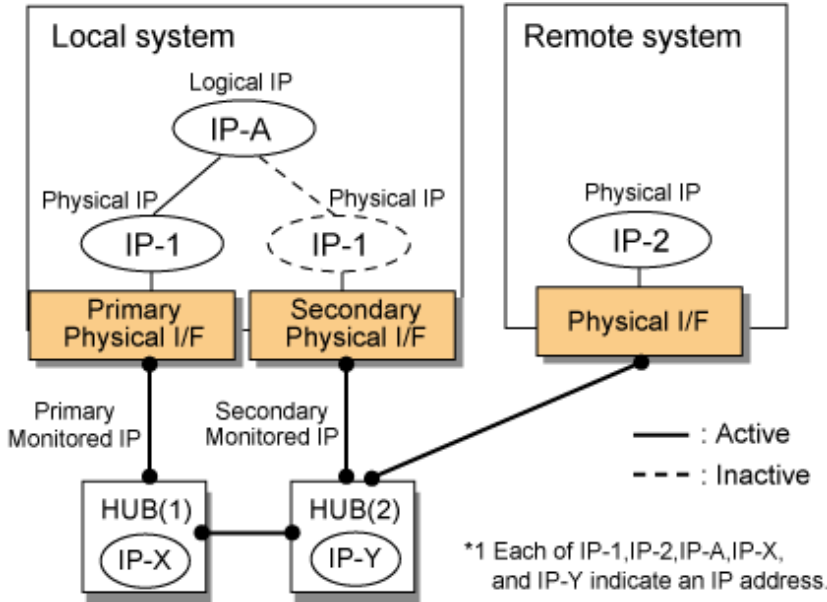 Local system
Logical IP
IP-A
Physical IP
IP-1
Physical IP
IP-1
Primary
Physical I/F
Secondary
Physical I/F
Remote system
Physical IP
IP-2
Physical I/F
Primary
Monitored IP
Secondary
Monitored IP
HUB(1)
IP-X
HUB(2)
IP-Y
: Active
: Inactive
*1 Each of IP-1,IP-2,IP-A,IP-X,
and IP-Y indicate an IP address.